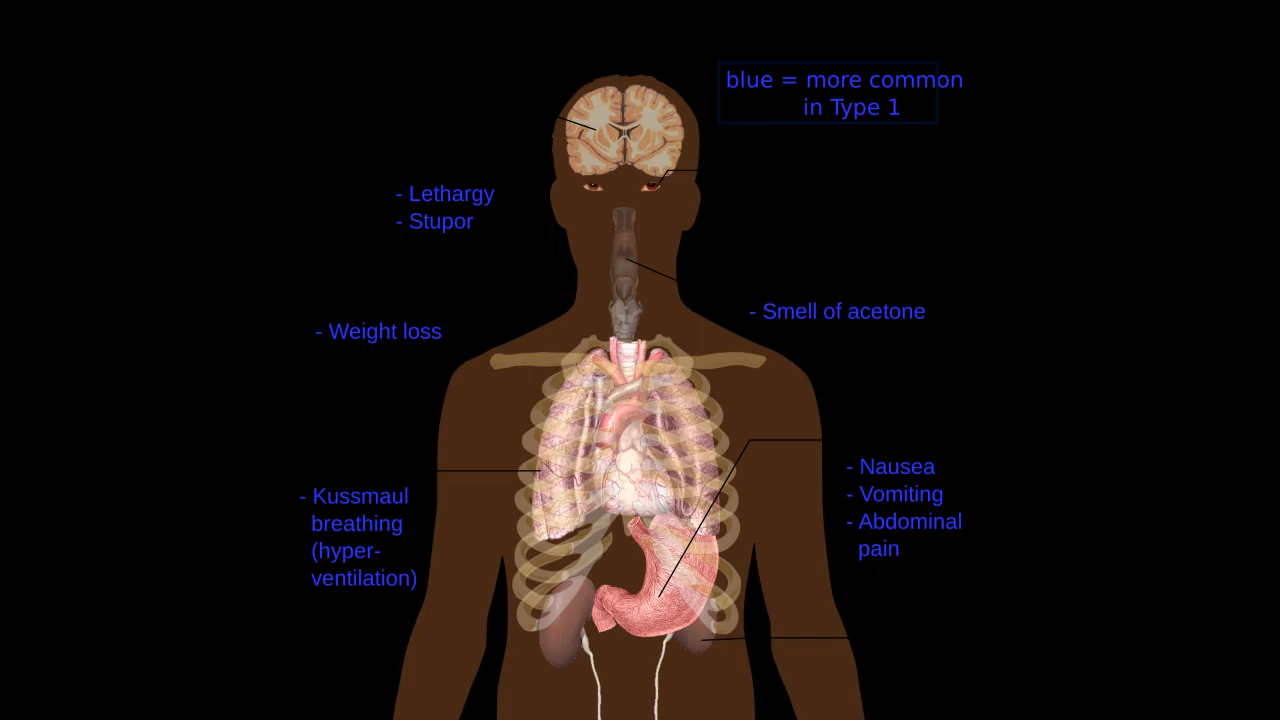 blue = more common
in Type 1
- Lethargy
- Stupor
- Smell of acetone
- Weight loss
- Nausea
- Vomiting
- Abdominal
pain
- Kussmaul
breathing
(hyper-
ventilation)